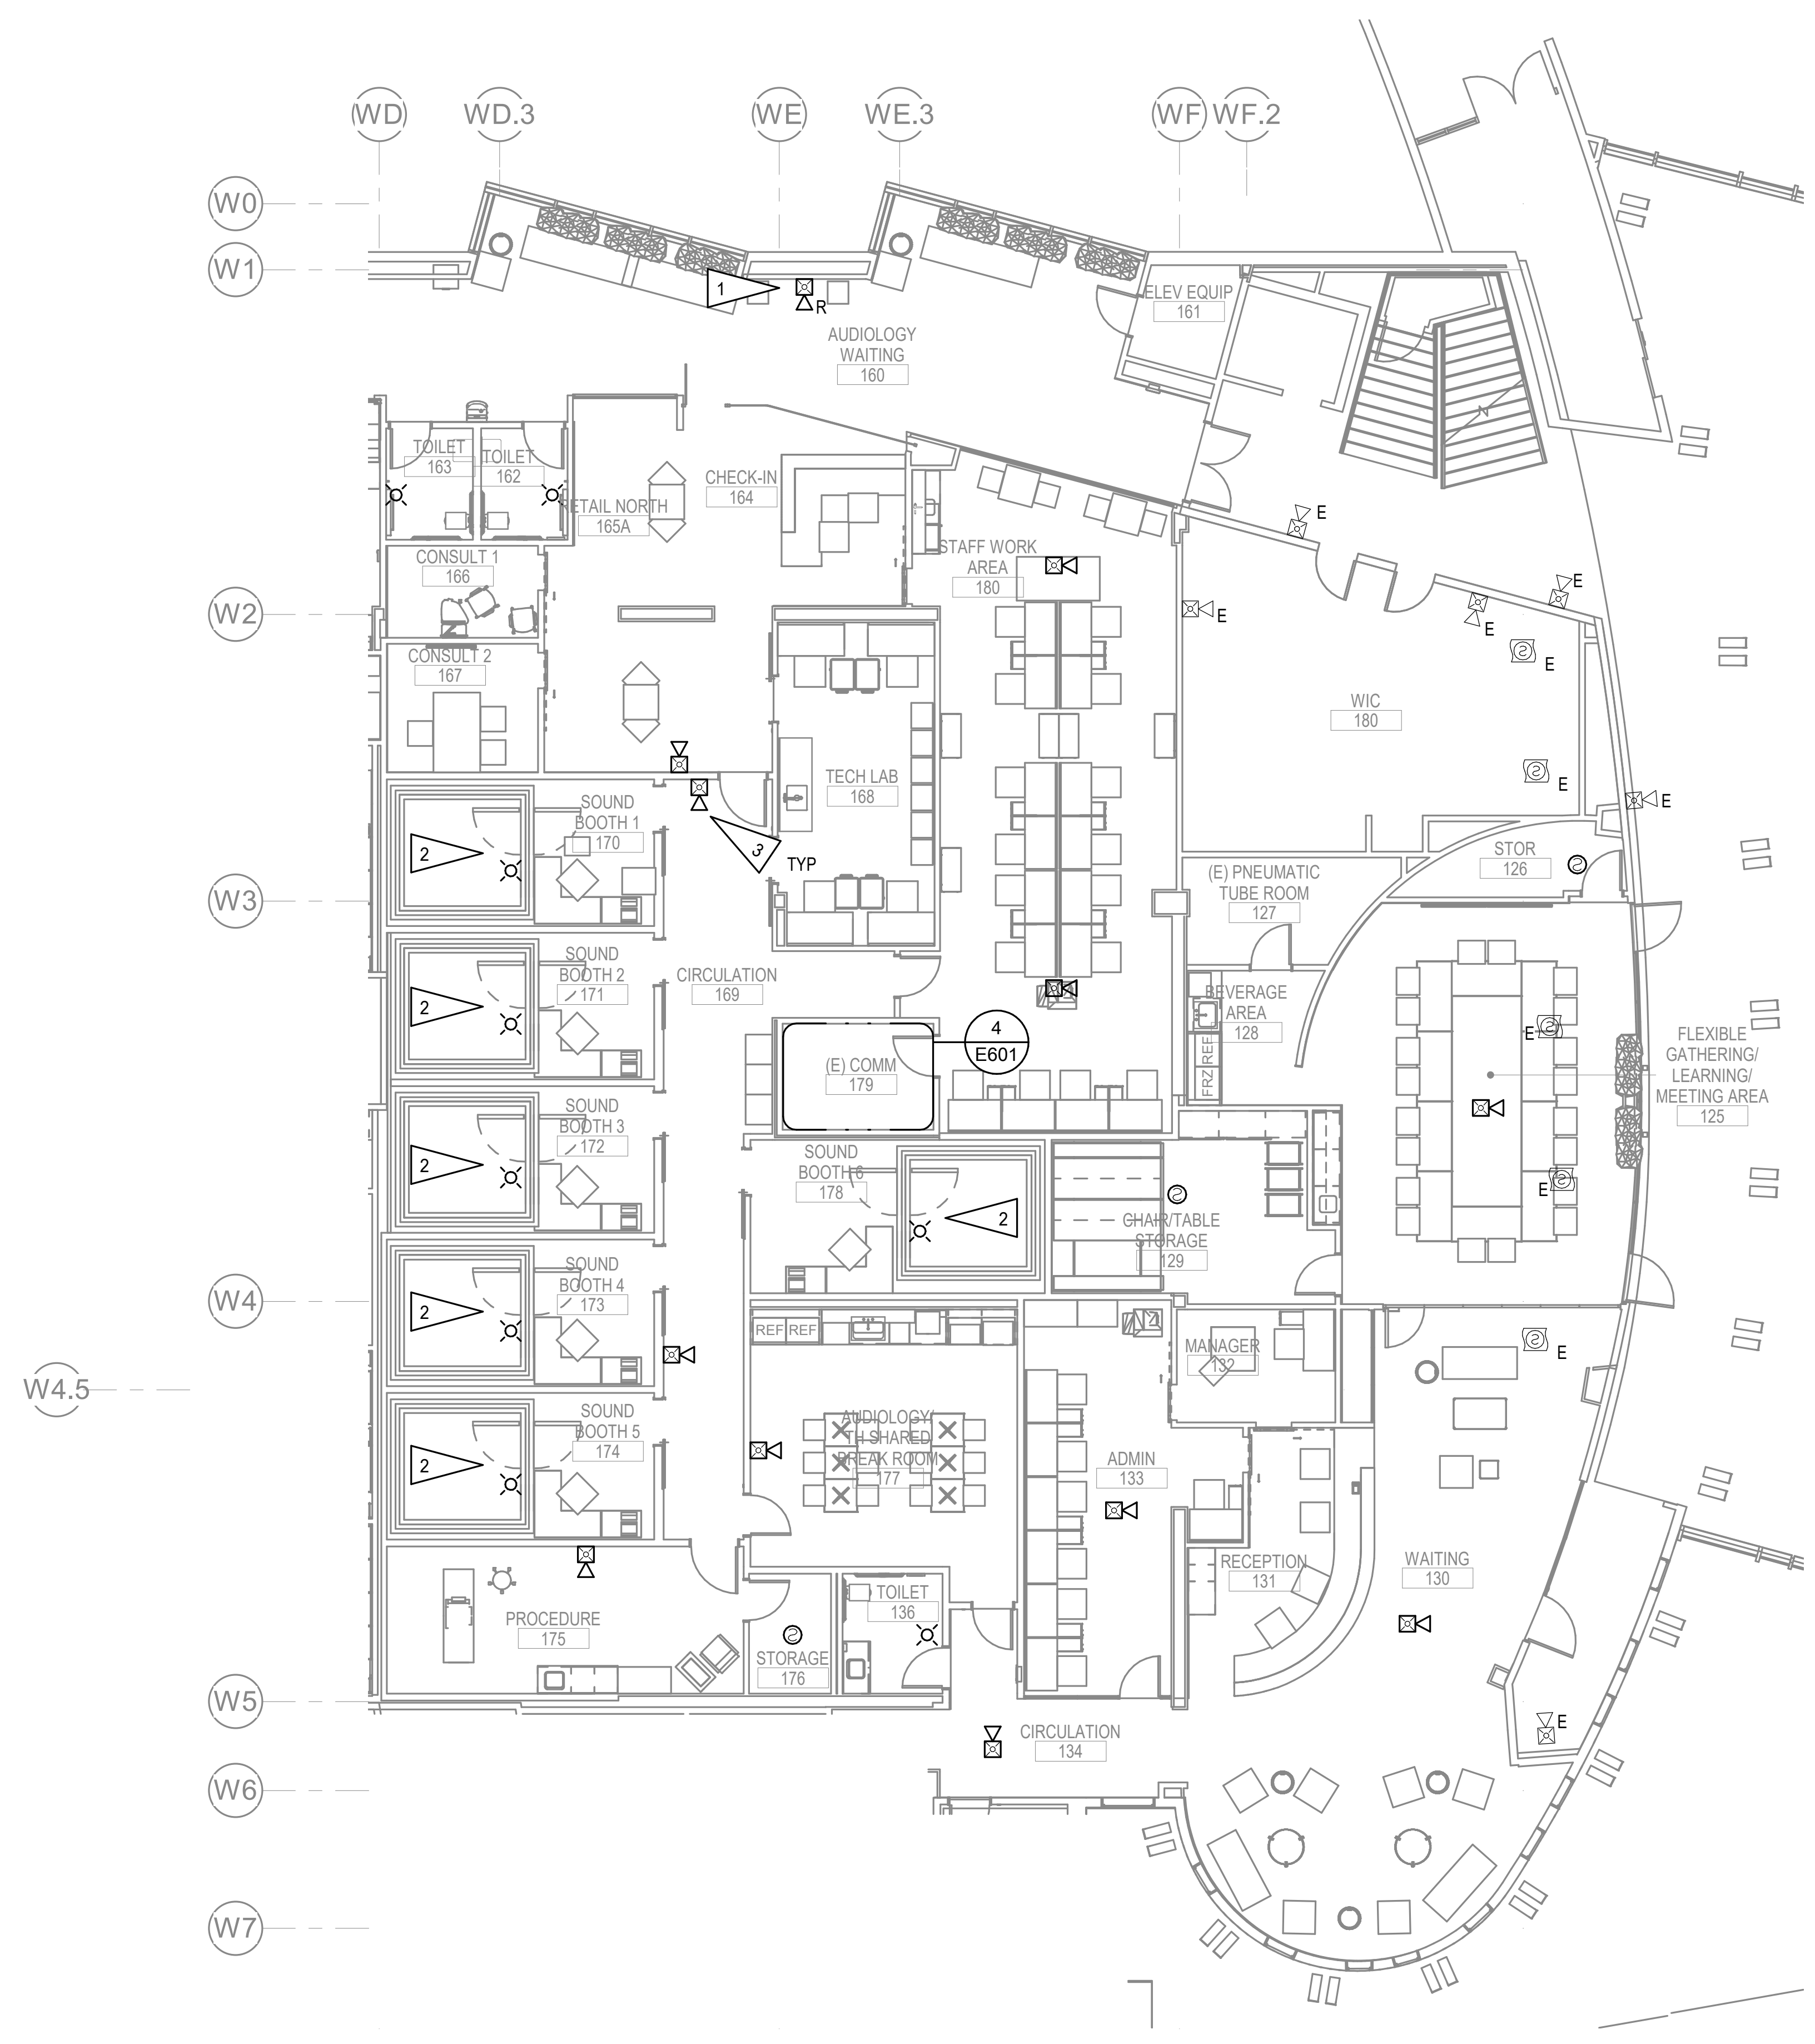 WD
WD.3
WE
WE.3
WF
WF.2
W0
W1
1
R
ELEV EQUIP
161
AUDIOLOGY
WAITING
160
TOILET
163
TOILET
162
CHECK-IN
164
RETAIL NORTH
165A
E
STAFF WORK
AREA
180
CONSULT 1
166
E
E
E
W2
CONSULT 2
167
E
WIC
180
TECH LAB
168
E
E
SOUND
BOOTH 1
170
2
3
TYP
STOR
126
(E) PNEUMATIC
TUBE ROOM
127
W3
SOUND
BOOTH 2
171
2
CIRCULATION
169
BEVERAGE
AREA
128
4
E601
E
FLEXIBLE
GATHERING/
LEARNING/
MEETING AREA
125
(E) COMM
179
REF
FRZ
SOUND
BOOTH 3
172
2
SOUND
BOOTH 6
178
2
E
CHAIR/TABLE
STORAGE
129
SOUND
BOOTH 4
173
2
W4
REF
REF
MANAGER
132
E
W4.5
SOUND
BOOTH 5
174
2
AUDIOLOGY/
TH SHARED
BREAK ROOM
177
ADMIN
133
RECEPTION
131
WAITING
130
PROCEDURE
175
STORAGE
176
TOILET
136
W5
CIRCULATION
134
E
W6
W7